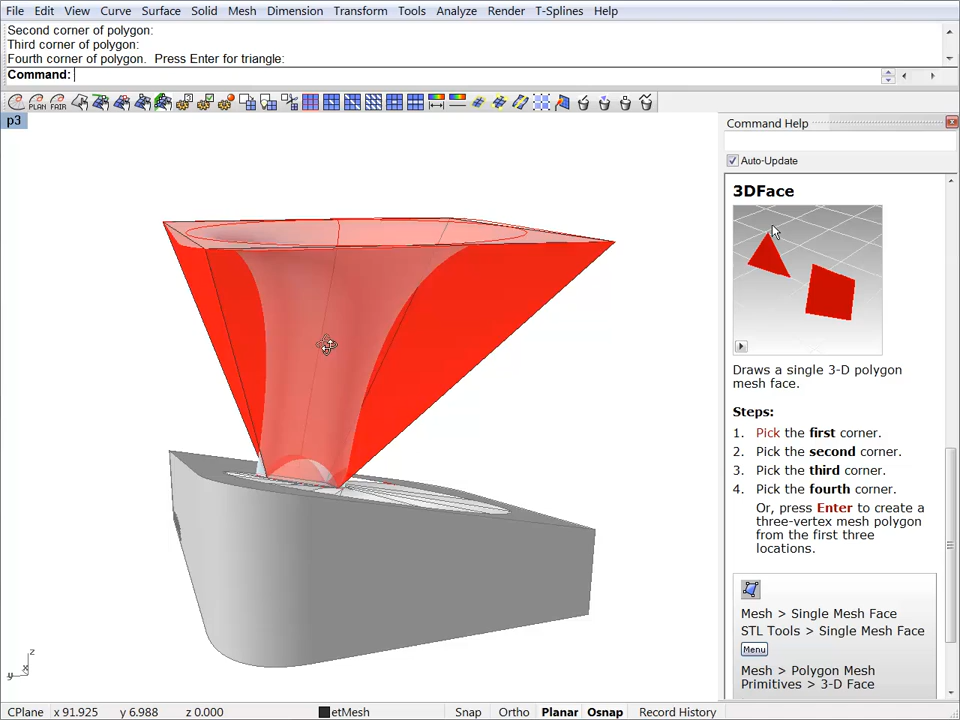 File Edit View Curve Surface Solid Mesh Dimension Transform Tools Analyze Render T-Splines Help
Second corner of polygon:
Third corner of polygon:
Fourth corner of polygon.  Press Enter for triangle:
Command:
PLAN FAIR
p3
Command Help
Auto-Update
3DFace
Draws a single 3-D polygon
mesh face.
Steps:
1. Pick the first corner.
2. Pick the second corner.
3. Pick the third corner.
4. Pick the fourth corner.
Or, press Enter to create a
three-vertex mesh polygon
from the first three
locations.
Mesh > Single Mesh Face
STL Tools > Single Mesh Face
Menu
Mesh > Polygon Mesh
Primitives > 3-D Face
z
x
y
CPlane x 91.925 y 6.988 z 0.000 etMesh Snap Ortho Planar Osnap Record History